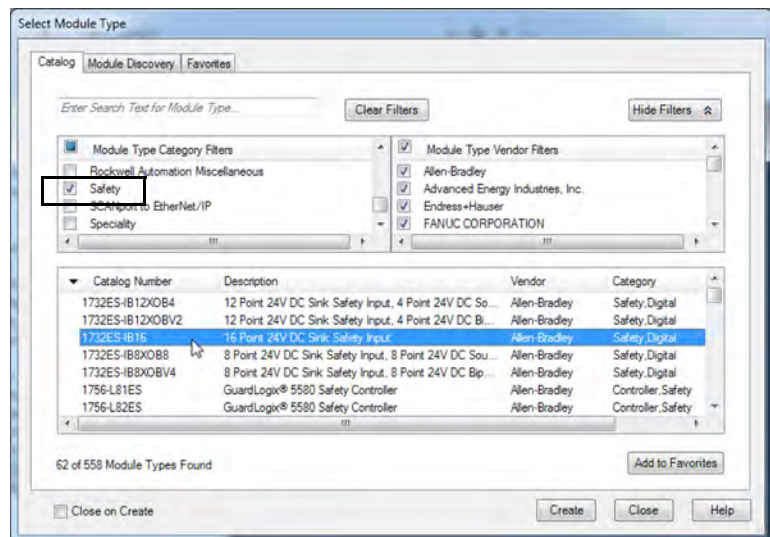 Select Module Type
Catalog Module Discovery Favorites
Enter Search Text for Module Type... Clear Filters Hide Filters
Module Type Category Filters Module Type Vendor Filters
Rockwell Automation Miscellaneous Allen-Bradley
Safety Advanced Energy Industries, Inc.
SCANport to EtherNet/IP Endress+Hauser
Speciality FANUC CORPORATION
Catalog Number Description Vendor Category
1732ES-IB12XOB4 12 Point 24V DC Sink Safety Input, 4 Point 24V DC So... Allen-Bradley Safety,Digital
1732ES-IB12XOBV2 12 Point 24V DC Sink Safety Input, 4 Point 24V DC Bi... Allen-Bradley Safety,Digital
1732ES-IB16 16 Point 24V DC Sink Safety Input Allen-Bradley Safety,Digital
1732ES-IB8XOB8 8 Point 24V DC Sink Safety Input, 8 Point 24V DC Sou... Allen-Bradley Safety,Digital
1732ES-IB8XOBV4 8 Point 24V DC Sink Safety Input, 8 Point 24V DC Bip... Allen-Bradley Safety,Digital
1756-L81ES GuardLogix® 5580 Safety Controller Allen-Bradley Controller,Safety
1756-L82ES GuardLogix® 5580 Safety Controller Allen-Bradley Controller,Safety
62 of 558 Module Types Found Add to Favorites
Close on Create Create Close Help